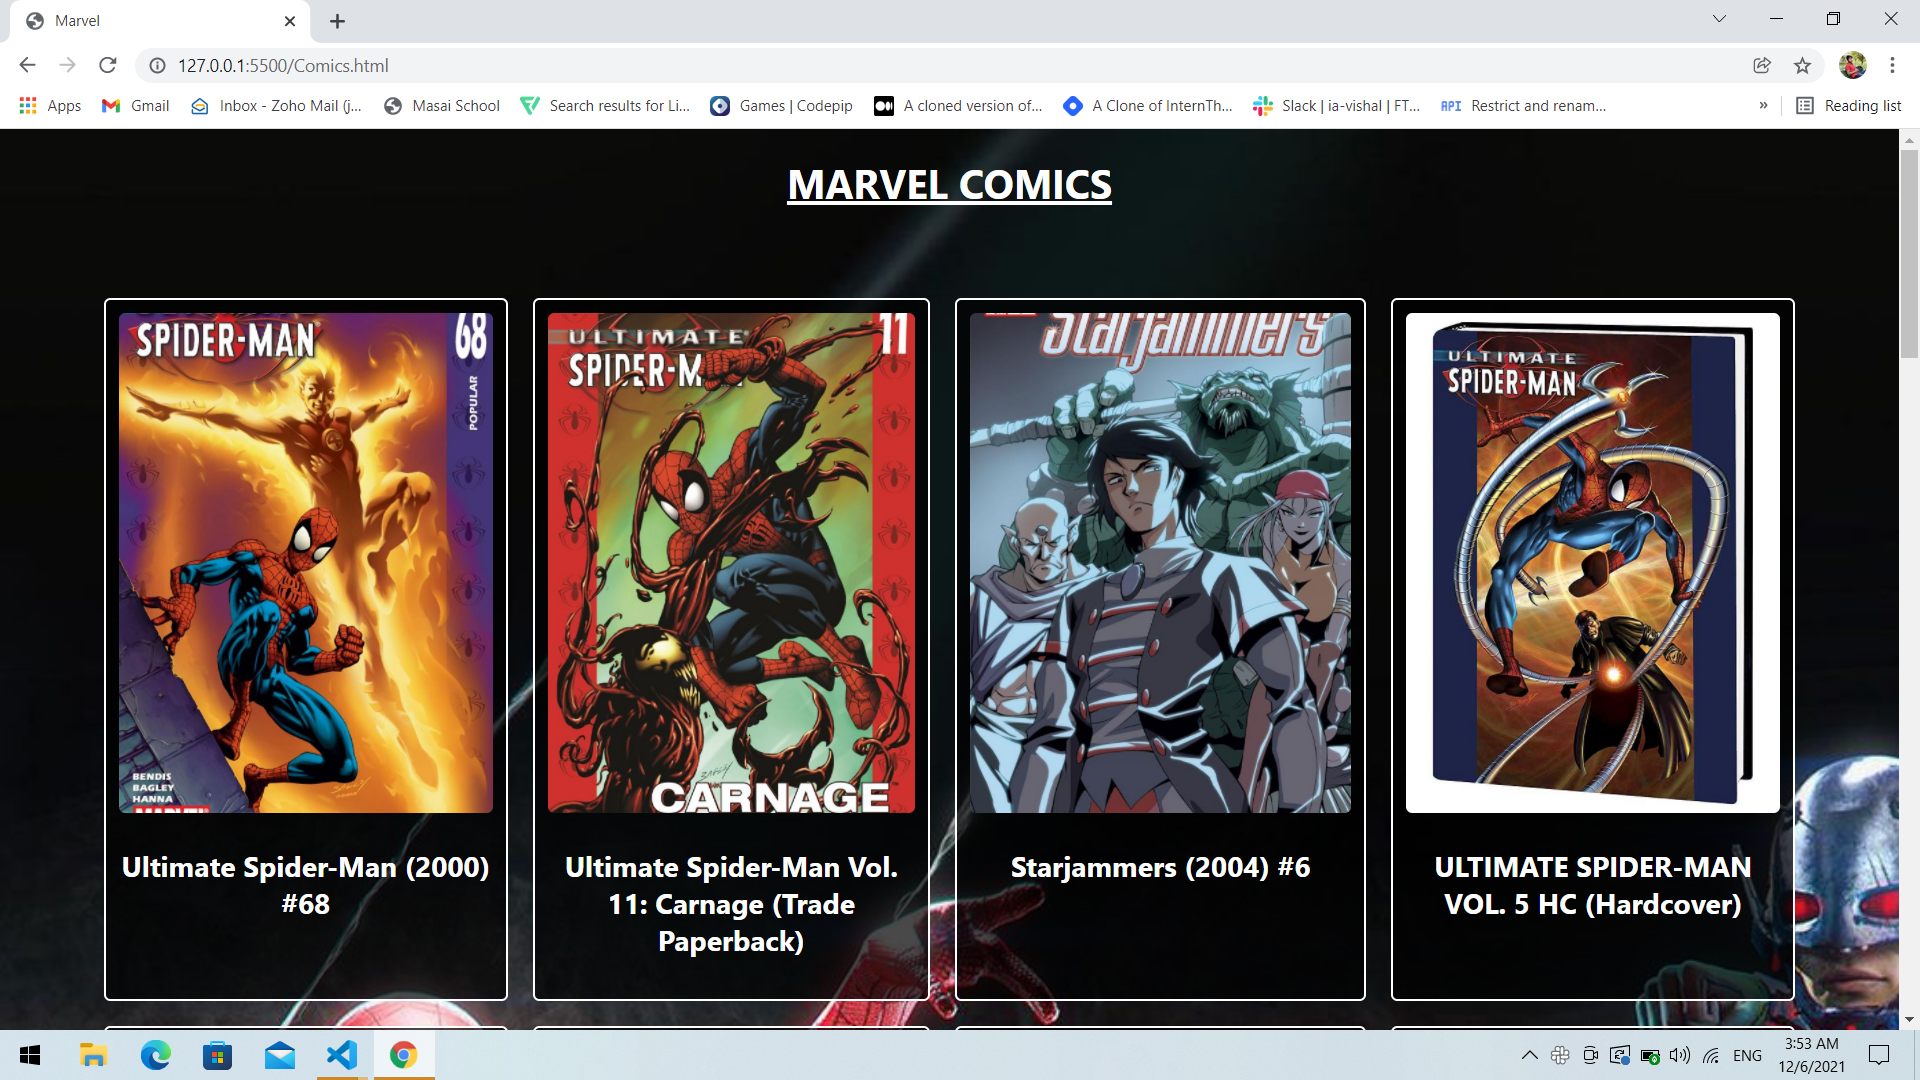 Marvel
127.0.0.1:5500/Comics.html
Apps
Gmail
Inbox - Zoho Mail (j...
Masai School
Search results for Li...
Games | Codepip
A cloned version of...
A Clone of InternTh...
Slack | ia-vishal | FT...
API
Restrict and renam...
»
Reading list
MARVEL COMICS
SPIDER-MAN
68
POPULAR
BENDIS
BAGLEY
HANNA
MARVEL
ULTIMATE
SPIDER-M
11
CARNAGE
Starjammers
ULTIMATE
SPIDER-MAN
Ultimate Spider-Man (2000)
#68
Ultimate Spider-Man Vol.
11: Carnage (Trade
Paperback)
Starjammers (2004) #6
ULTIMATE SPIDER-MAN
VOL. 5 HC (Hardcover)
ENG
3:53 AM
12/6/2021